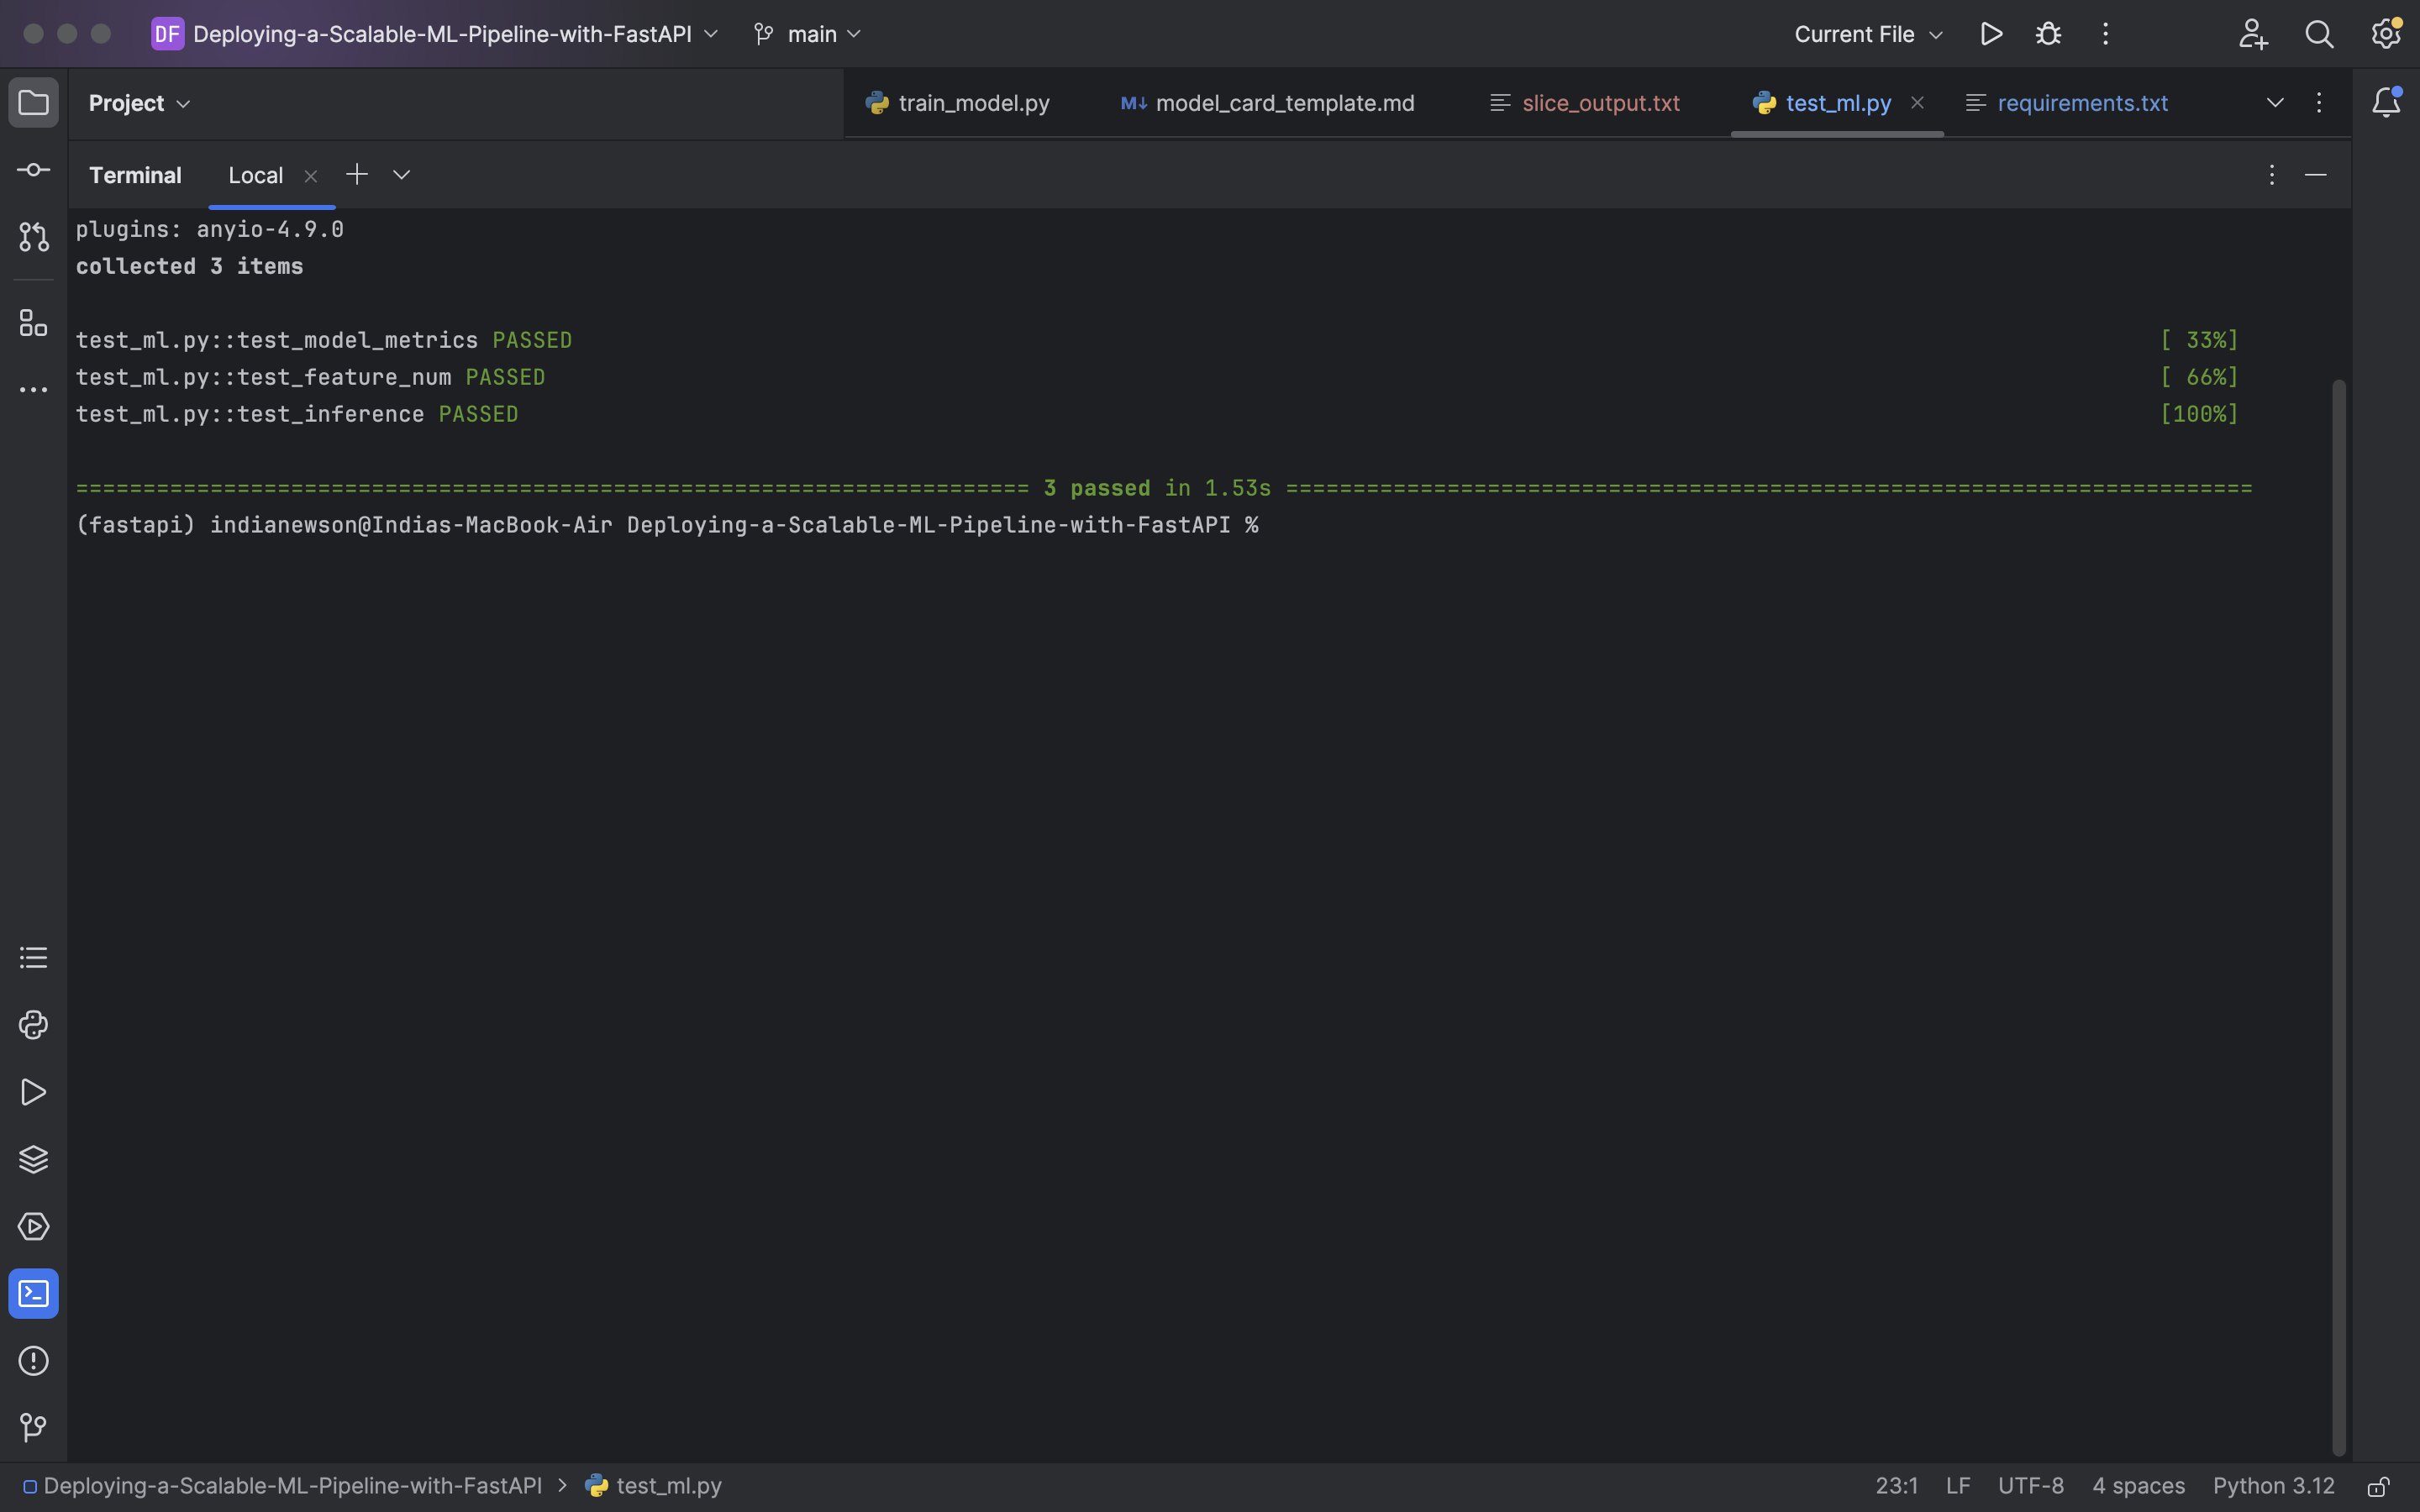 DF Deploying-a-Scalable-ML-Pipeline-with-FastAPI main Current File
Project train_model.py M↓ model_card_template.md slice_output.txt test_ml.py requirements.txt
Terminal Local
plugins: anyio-4.9.0
collected 3 items
test_ml.py::test_model_metrics PASSED [ 33%]
test_ml.py::test_feature_num PASSED [ 66%]
test_ml.py::test_inference PASSED [100%]
======================================================================= 3 passed in 1.53s ========================================================================
(fastapi) indianewson@Indias-MacBook-Air Deploying-a-Scalable-ML-Pipeline-with-FastAPI %
Deploying-a-Scalable-ML-Pipeline-with-FastAPI > test_ml.py 23:1 LF UTF-8 4 spaces Python 3.12